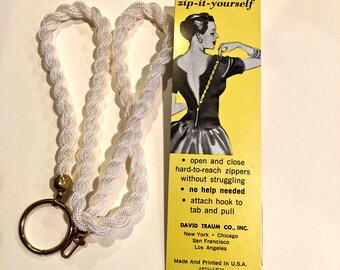 zip-it-yourself
• open and close
hard-to-reach zippers
without struggling
• no help needed
• attach hook to
tab and pull
DAVID TRAUM CO., INC.
New York • Chicago
San Francisco
Los Angeles
Made And Printed In U.S.A.